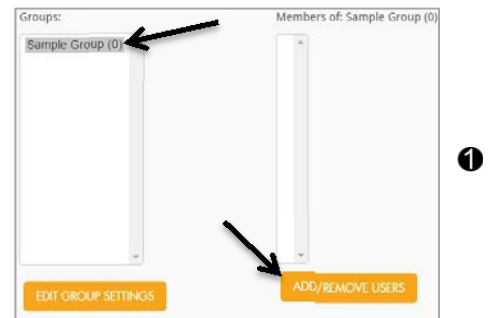 Groups:
Members of: Sample Group (0)
Sample Group (0)
❶
EDIT GROUP SETTINGS
ADD/REMOVE USERS